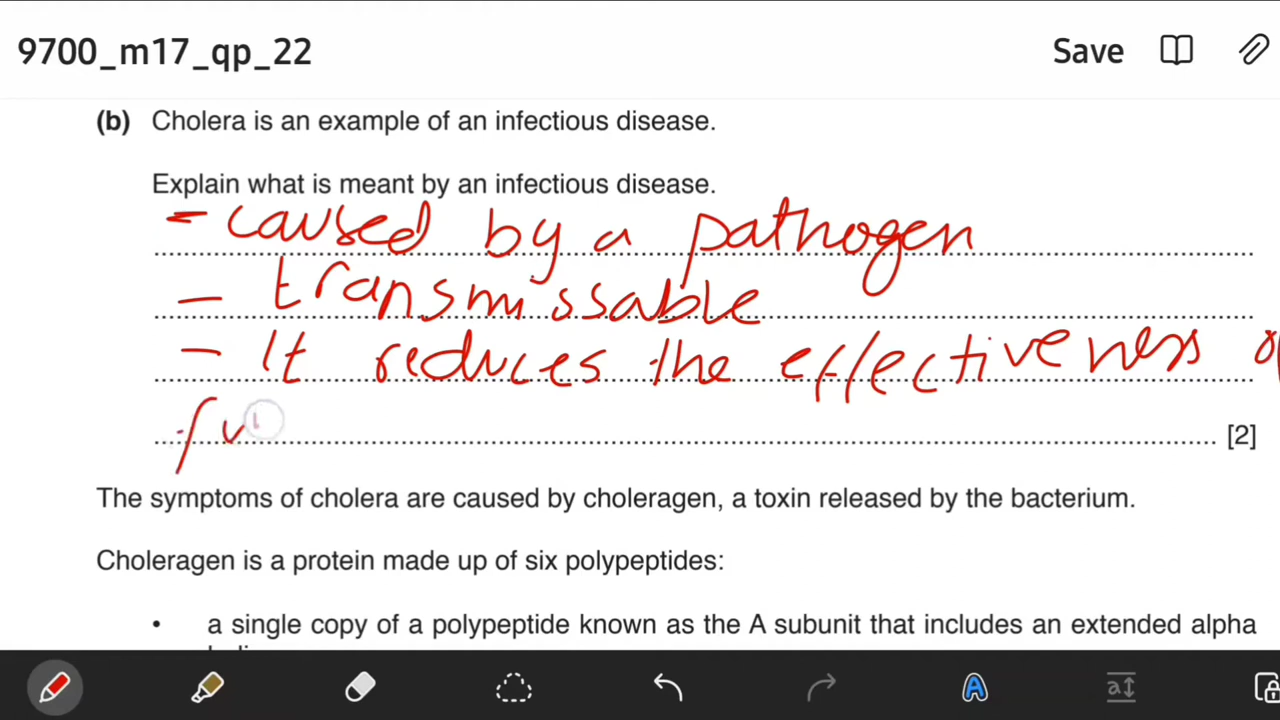 9700_m17_qp_22 Save
(b) Cholera is an example of an infectious disease.
Explain what is meant by an infectious disease.
- caused by a pathogen
- transmissable
- It reduces the effectiveness
[2]
The symptoms of cholera are caused by choleragen, a toxin released by the bacterium.
Choleragen is a protein made up of six polypeptides:
• a single copy of a polypeptide known as the A subunit that includes an extended alpha